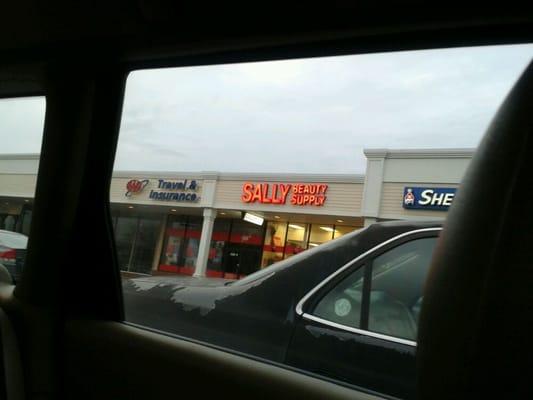 AAA Travel &
Insurance
SALLY BEAUTY
SUPPLY
SHE